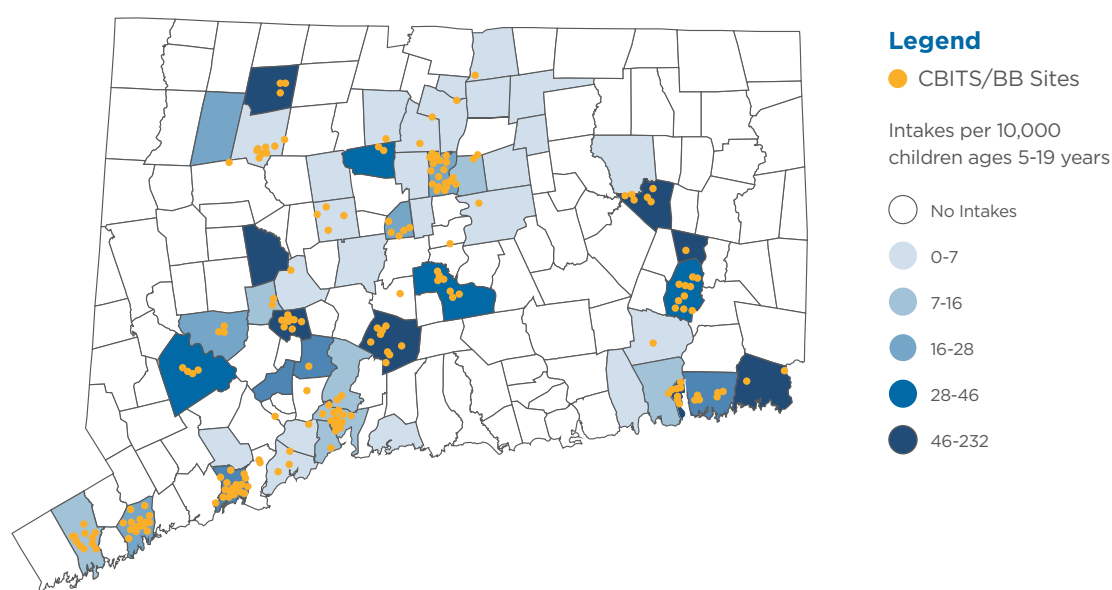 Legend
CBITS/BB Sites
Intakes per 10,000
children ages 5-19 years
No Intakes
0-7
7-16
16-28
28-46
46-232